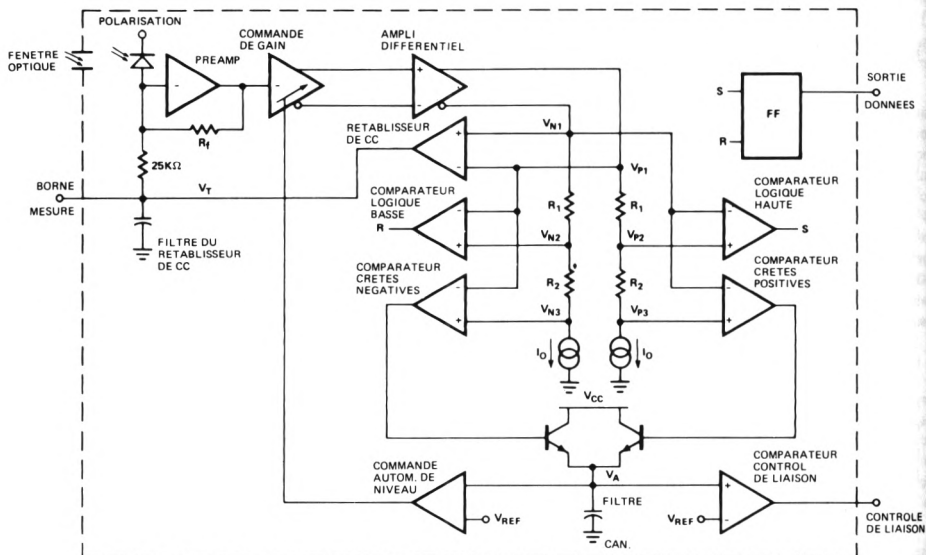 POLARISATION
FENETRE
OPTIQUE
PREAMP
-
R_f
25KΩ
COMMANDE
DE GAIN
-
AMPLI
DIFFERENTIEL
+
-
S
R
FF
SORTIE
DONNEES
BORNE
MESURE
V_T
FILTRE DU
RETABLISSEUR
DE CC
RETABLISSEUR
DE CC
+
-
V_N1
V_P1
COMPARATEUR
LOGIQUE
BASSE
R
-
+
R_1
R_1
V_N2
V_P2
COMPARATEUR
LOGIQUE
HAUTE
-
+
S
COMPARATEUR
CRETES
NEGATIVES
-
+
R_2
R_2
V_N3
V_P3
COMPARATEUR
CRETES
POSITIVES
-
+
I_O
I_O
V_CC
V_A
COMMANDE
AUTOM. DE
NIVEAU
V_REF
FILTRE
CAN.
V_REF
+
-
COMPARATEUR
CONTROL
DE LIAISON
CONTROLE
DE LIAISON